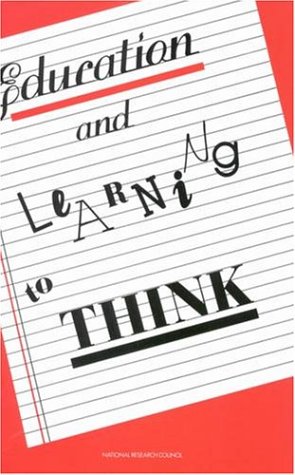 Education
and
LeARNiNg
to
THINK
NATIONAL RESEARCH COUNCIL